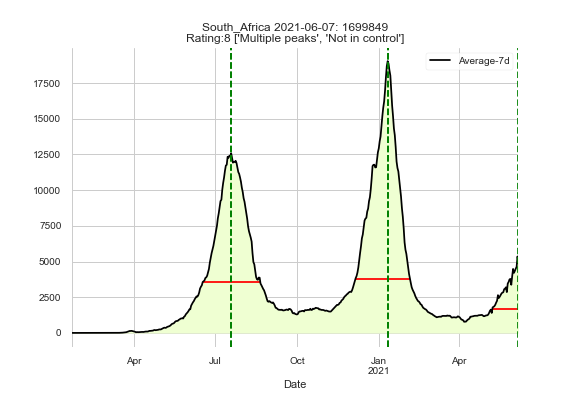 South_Africa 2021-06-07: 1699849
Rating:8 ['Multiple peaks', 'Not in control']
Average-7d
17500
15000
12500
10000
7500
5000
2500
0
Apr
Jul
Oct
Jan
2021
Apr
Date